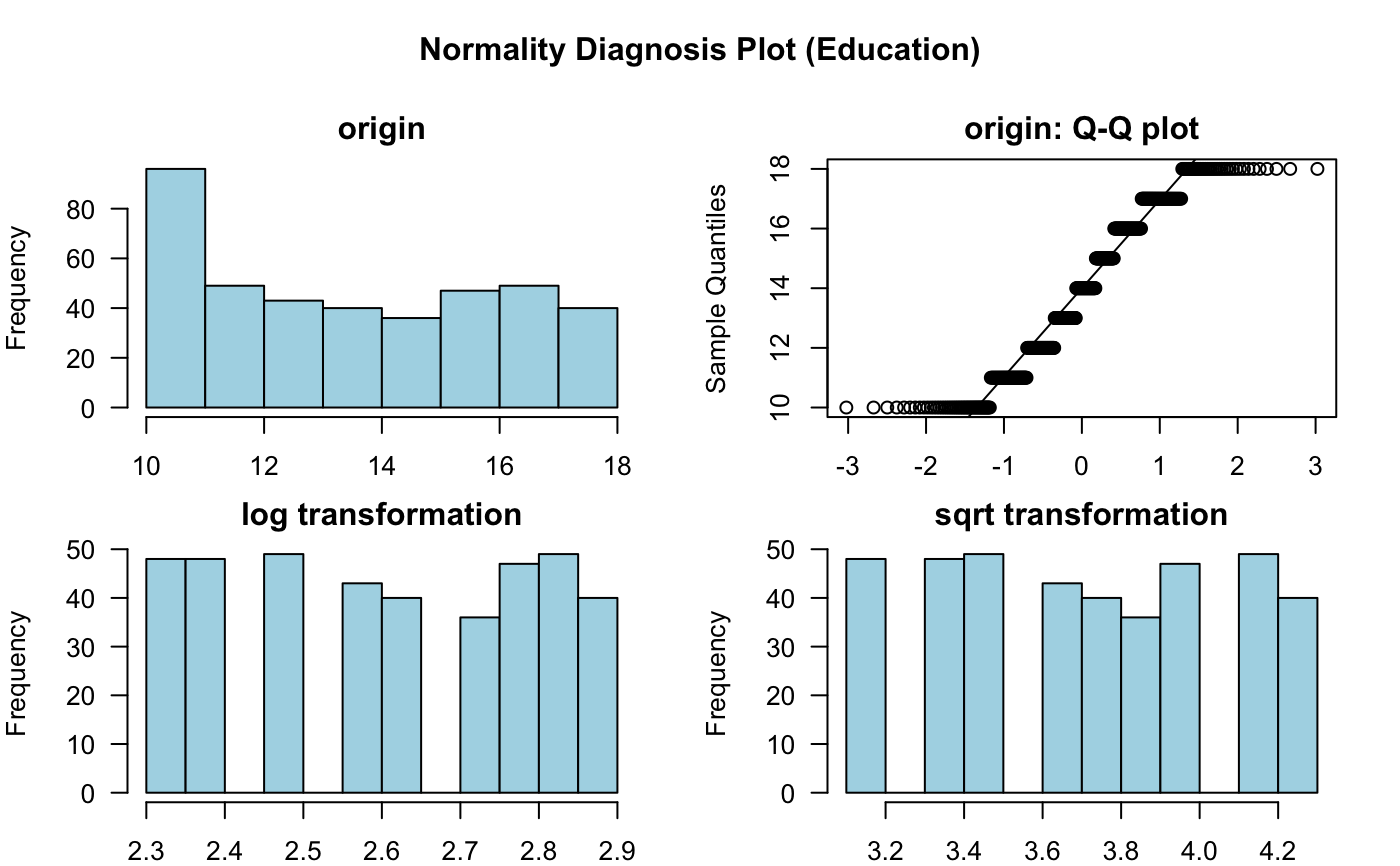 Normality Diagnosis Plot (Education)
origin
Frequency
80
60
40
20
0
10 12 14 16 18
origin: Q-Q plot
Sample Quantiles
18
16
14
12
10
-3 -2 -1 0 1 2 3
log transformation
Frequency
50
40
30
20
10
0
2.3 2.4 2.5 2.6 2.7 2.8 2.9
sqrt transformation
Frequency
50
40
30
20
10
0
3.2 3.4 3.6 3.8 4.0 4.2